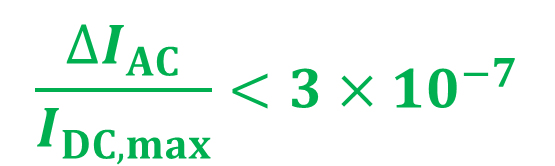 ΔI_AC / I_DC,max < 3 × 10⁻⁷